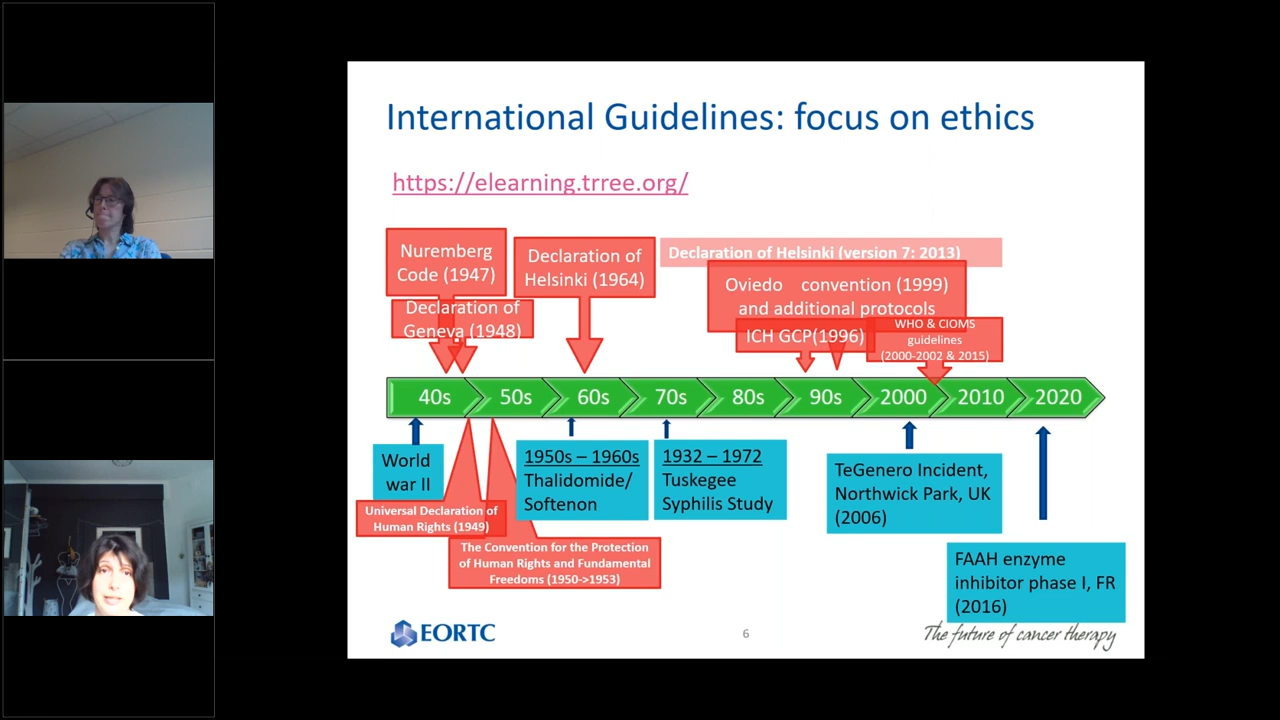 International Guidelines: focus on ethics
https://elearning.trree.org/
Nuremberg
Code (1947)
Declaration of
Geneva (1948)
Declaration of
Helsinki (1964)
Declaration of Helsinki (version 7: 2013)
Oviedo convention (1999)
and additional protocols
ICH GCP(1996)
WHO & CIOMS
guidelines
(2000-2002 & 2015)
40s 50s 60s 70s 80s 90s 2000 2010 2020
World
war II
Universal Declaration of
Human Rights (1949)
The Convention for the Protection
of Human Rights and Fundamental
Freedoms (1950->1953)
1950s – 1960s
Thalidomide/
Softenon
1932 – 1972
Tuskegee
Syphilis Study
TeGenero Incident,
Northwick Park, UK
(2006)
FAAH enzyme
inhibitor phase I, FR
(2016)
EORTC
6
The future of cancer therapy